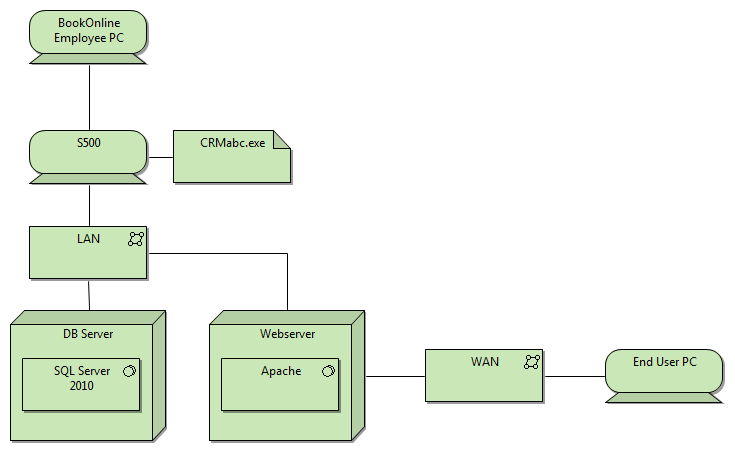 BookOnline
Employee PC
S500
CRMabc.exe
LAN
DB Server
SQL Server
2010
Webserver
Apache
WAN
End User PC